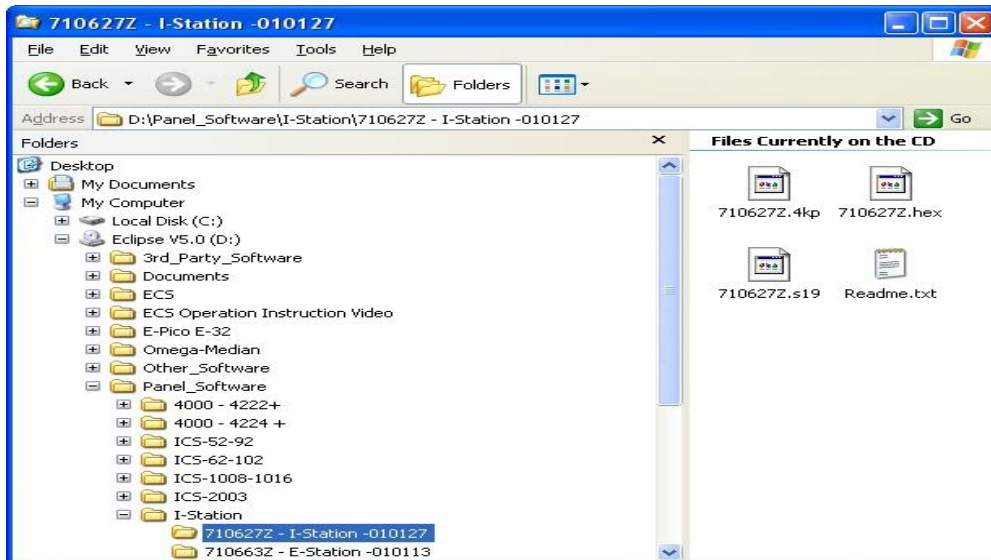 710627Z - I-Station -010127
File Edit View Favorites Tools Help
Back Search Folders
Address D:\Panel_Software\I-Station\710627Z - I-Station -010127 Go
Folders
Desktop
My Documents
My Computer
Local Disk (C:)
Eclipse V5.0 (D:)
3rd_Party_Software
Documents
ECS
ECS Operation Instruction Video
E-Pico E-32
Omega-Median
Other_Software
Panel_Software
4000 - 4222+
4000 - 4224 +
ICS-52-92
ICS-62-102
ICS-1008-1016
ICS-2003
I-Station
710627Z - I-Station -010127
710663Z - E-Station -010113
Files Currently on the CD
710627Z.4kp 710627Z.hex
710627Z.s19 Readme.txt